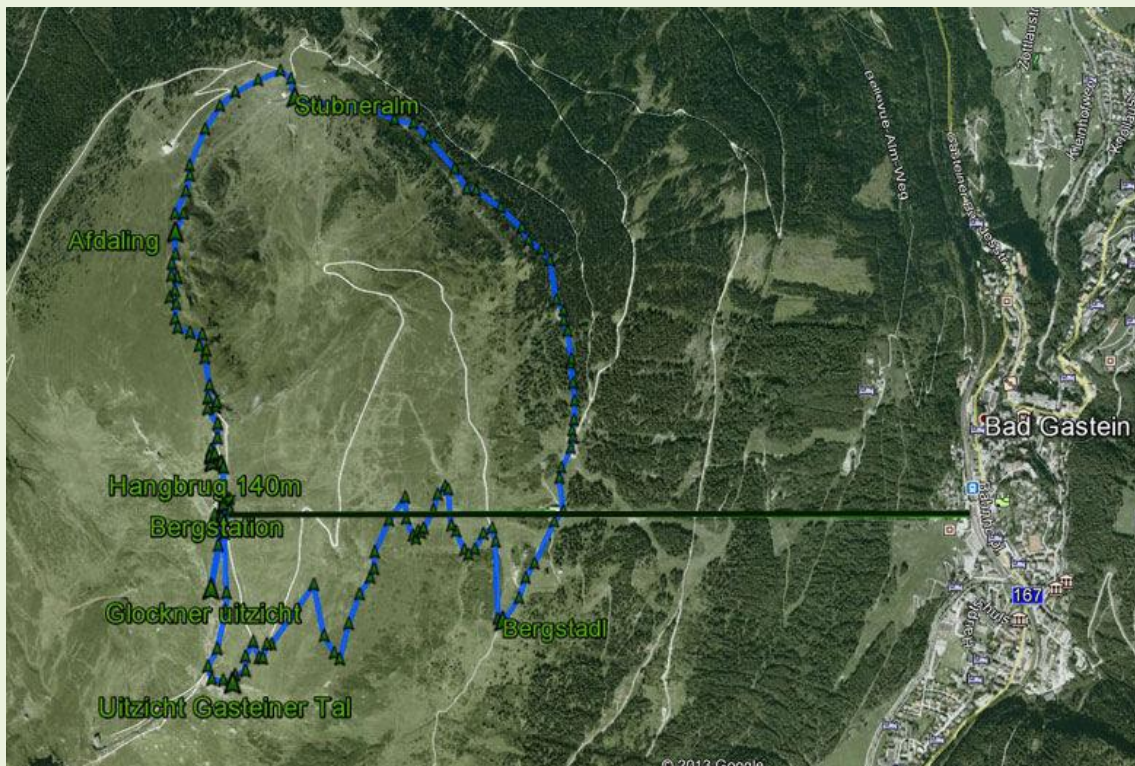 Stubneralm
Afdaling
Hangbrug 140m
Bergstation
Glockner uitzicht
Uitzicht Gasteiner Tal
Bergstadl
Bellevue-Alm-Weg
Kleinhofweg
Bad Gastein
167
© 2013 Google